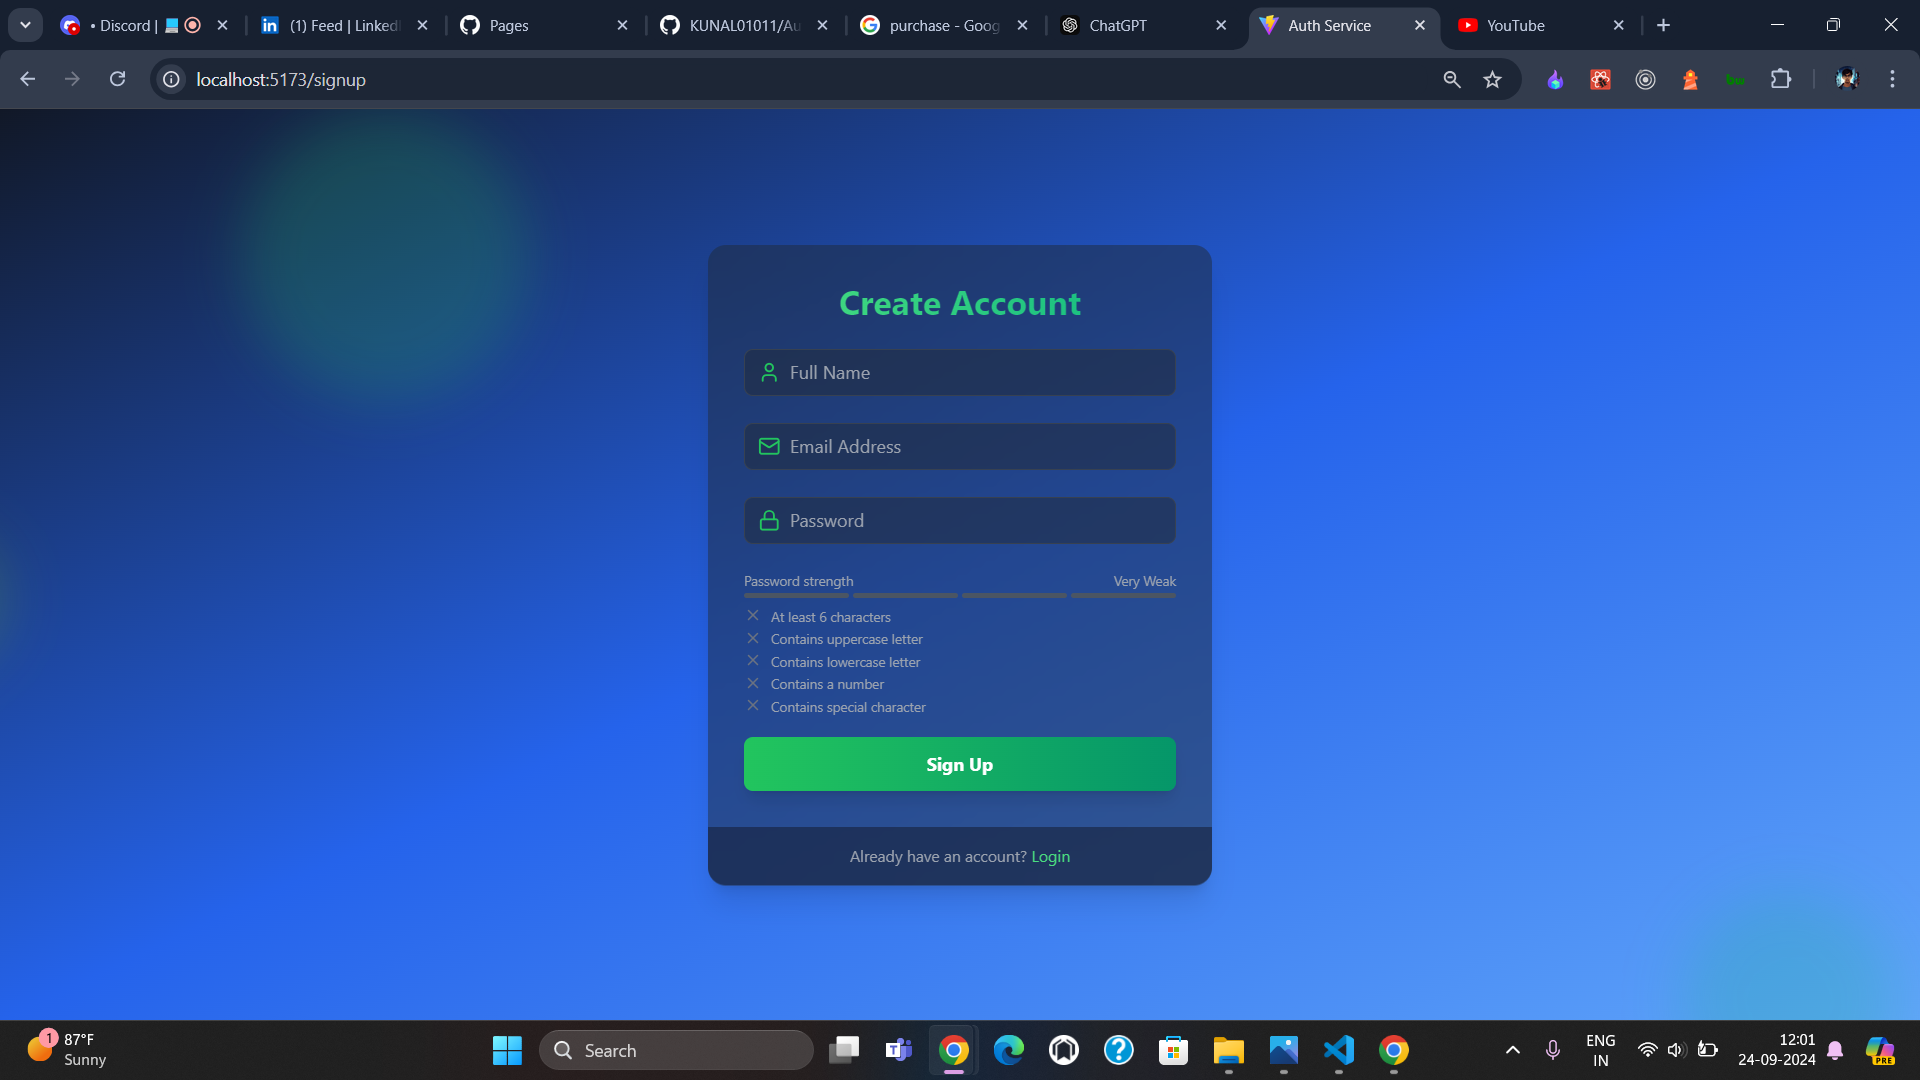 • Discord |
(1) Feed | Linked
Pages
KUNAL01011/Au
purchase - Goog
ChatGPT
Auth Service
YouTube
localhost:5173/signup
bw
Create Account
Full Name
Email Address
Password
Password strength
Very Weak
At least 6 characters
Contains uppercase letter
Contains lowercase letter
Contains a number
Contains special character
Sign Up
Already have an account? Login
1
87°F
Sunny
Search
ENG
IN
12:01
24-09-2024
PRE